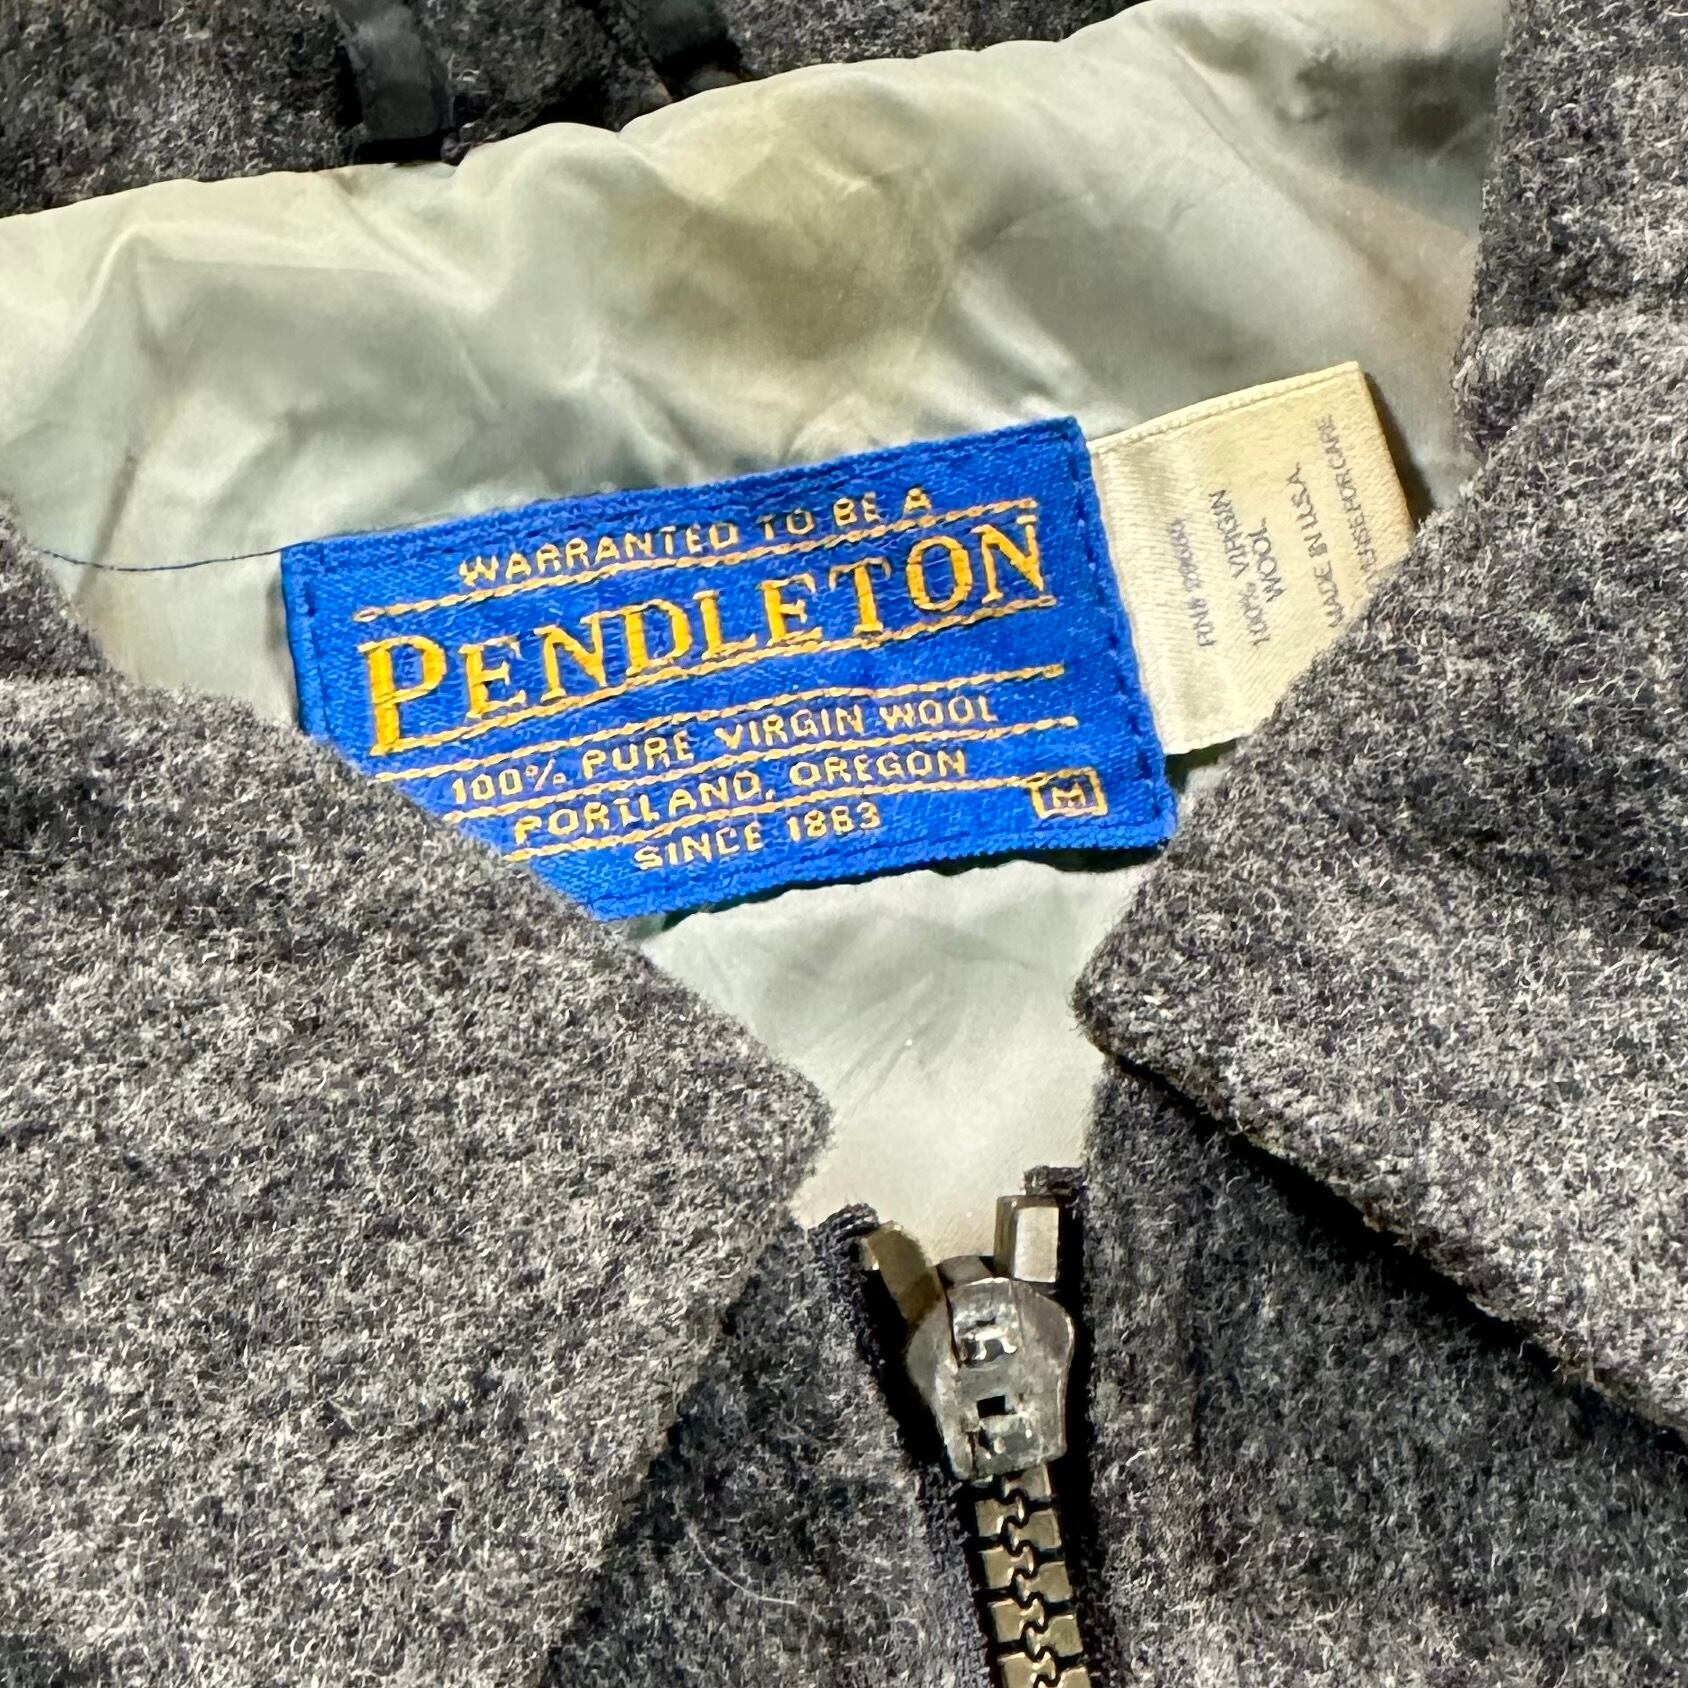 WARRANTED TO BE A
PENDLETON
100% PURE VIRGIN WOOL
PORTLAND, OREGON
SINCE 1863
M
100% VIRGIN
WOOL
MADE IN U.S.A.